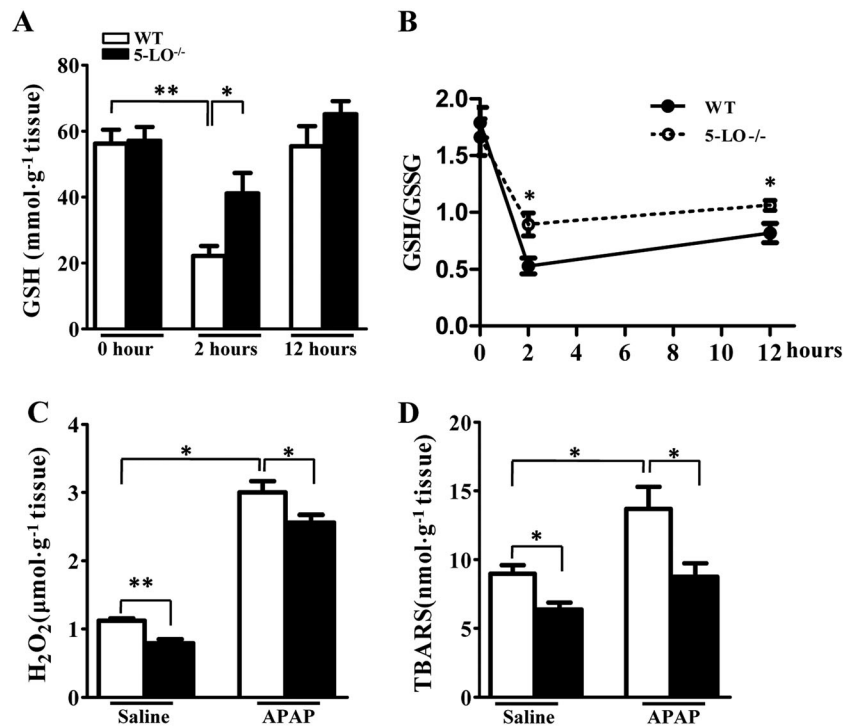 A
WT
5-LO-/-
GSH (mmol·g-1 tissue)
80
60
40
20
0
** *
0 hour 2 hours 12 hours
B
WT
5-LO-/-
GSH/GSSG
2.0
1.5
1.0
0.5
0.0
* *
0 2 4 6 8 10 12 hours
C
H2O2(μmol·g-1 tissue)
4
3
2
1
0
* *
**
Saline APAP
D
TBARS(nmol·g-1 tissue)
20
15
10
5
0
* *
*
Saline APAP